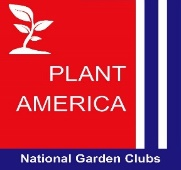 PLANT
AMERICA
National Garden Clubs